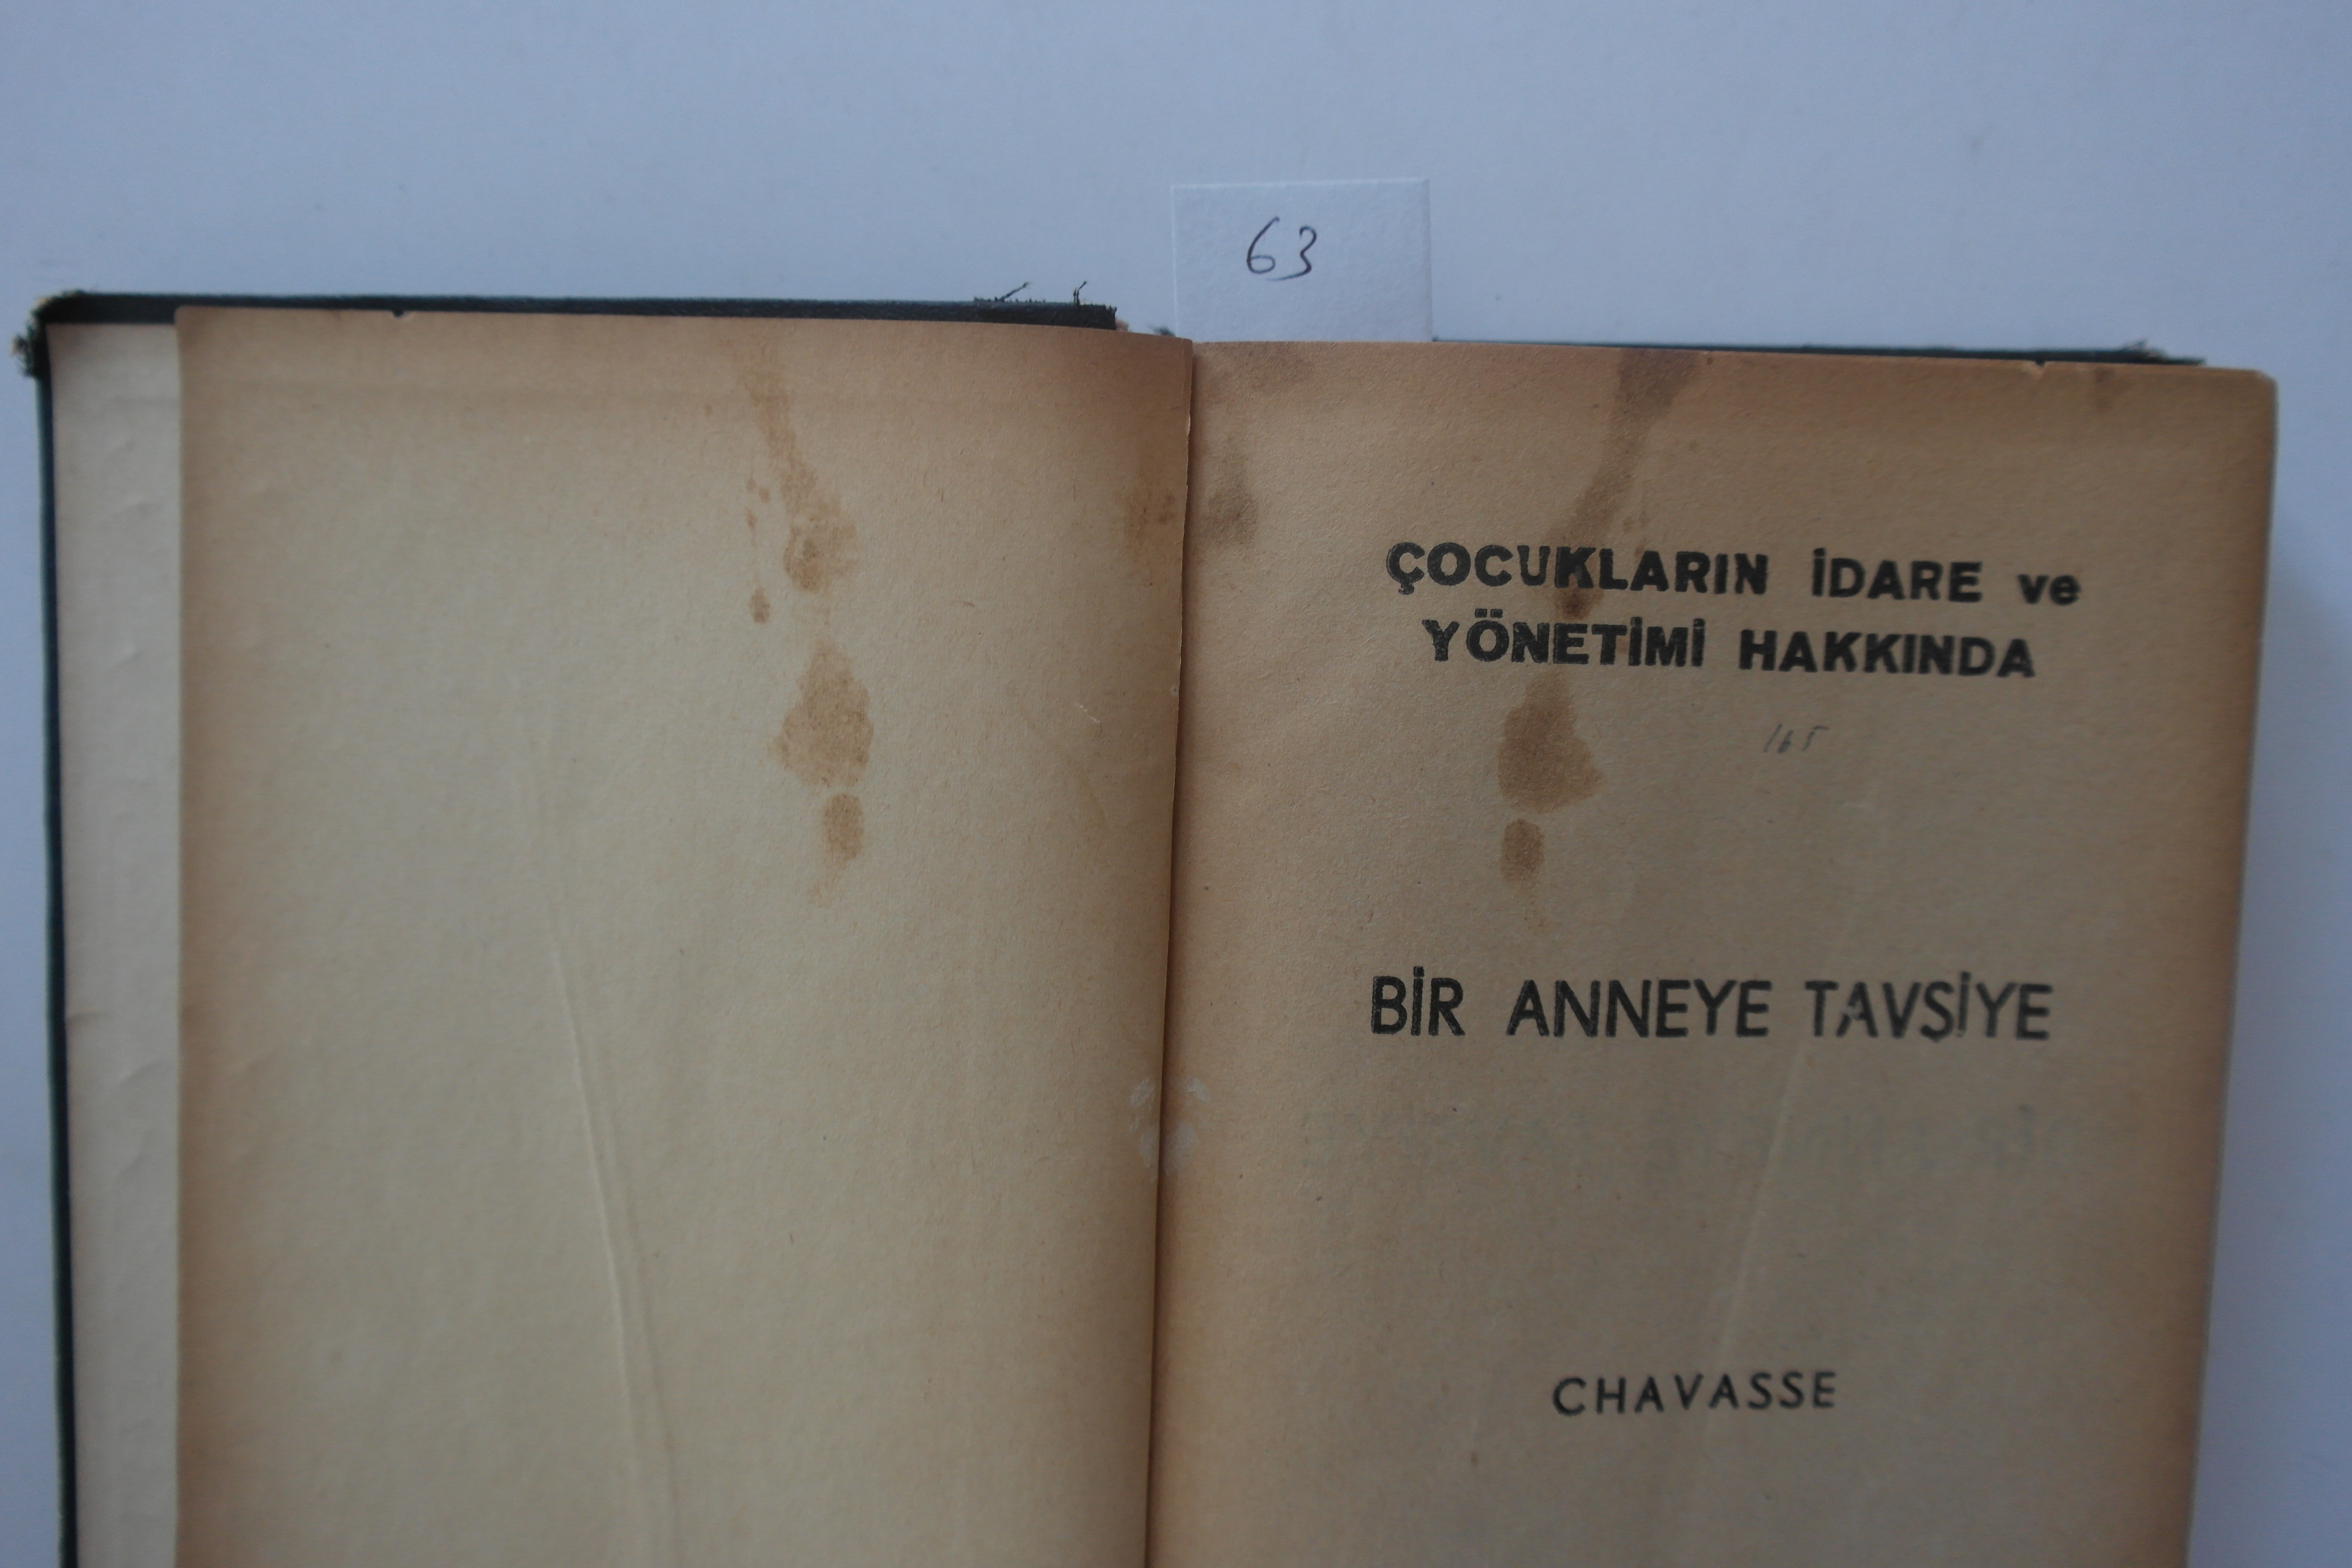 63
ÇOCUKLARIN İDARE ve
YÖNETİMİ HAKKINDA
165
BİR ANNEYE TAVSİYE
CHAVASSE